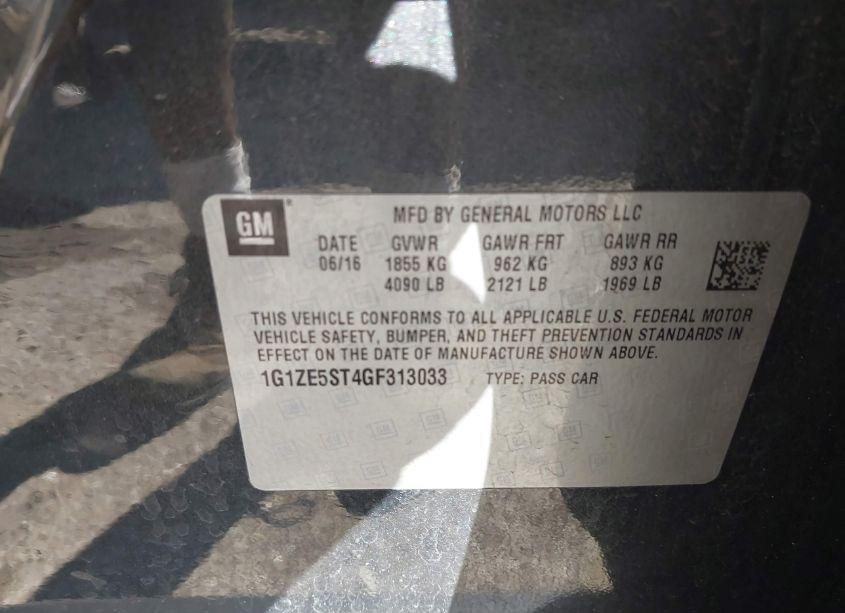 GM
MFD BY GENERAL MOTORS LLC
DATE GVWR GAWR FRT GAWR RR
06/16 1855 KG 962 KG 893 KG
4090 LB 2121 LB 1969 LB
THIS VEHICLE CONFORMS TO ALL APPLICABLE U.S. FEDERAL MOTOR
VEHICLE SAFETY, BUMPER, AND THEFT PREVENTION STANDARDS IN
EFFECT ON THE DATE OF MANUFACTURE SHOWN ABOVE.
1G1ZE5ST4GF313033 TYPE: PASS CAR